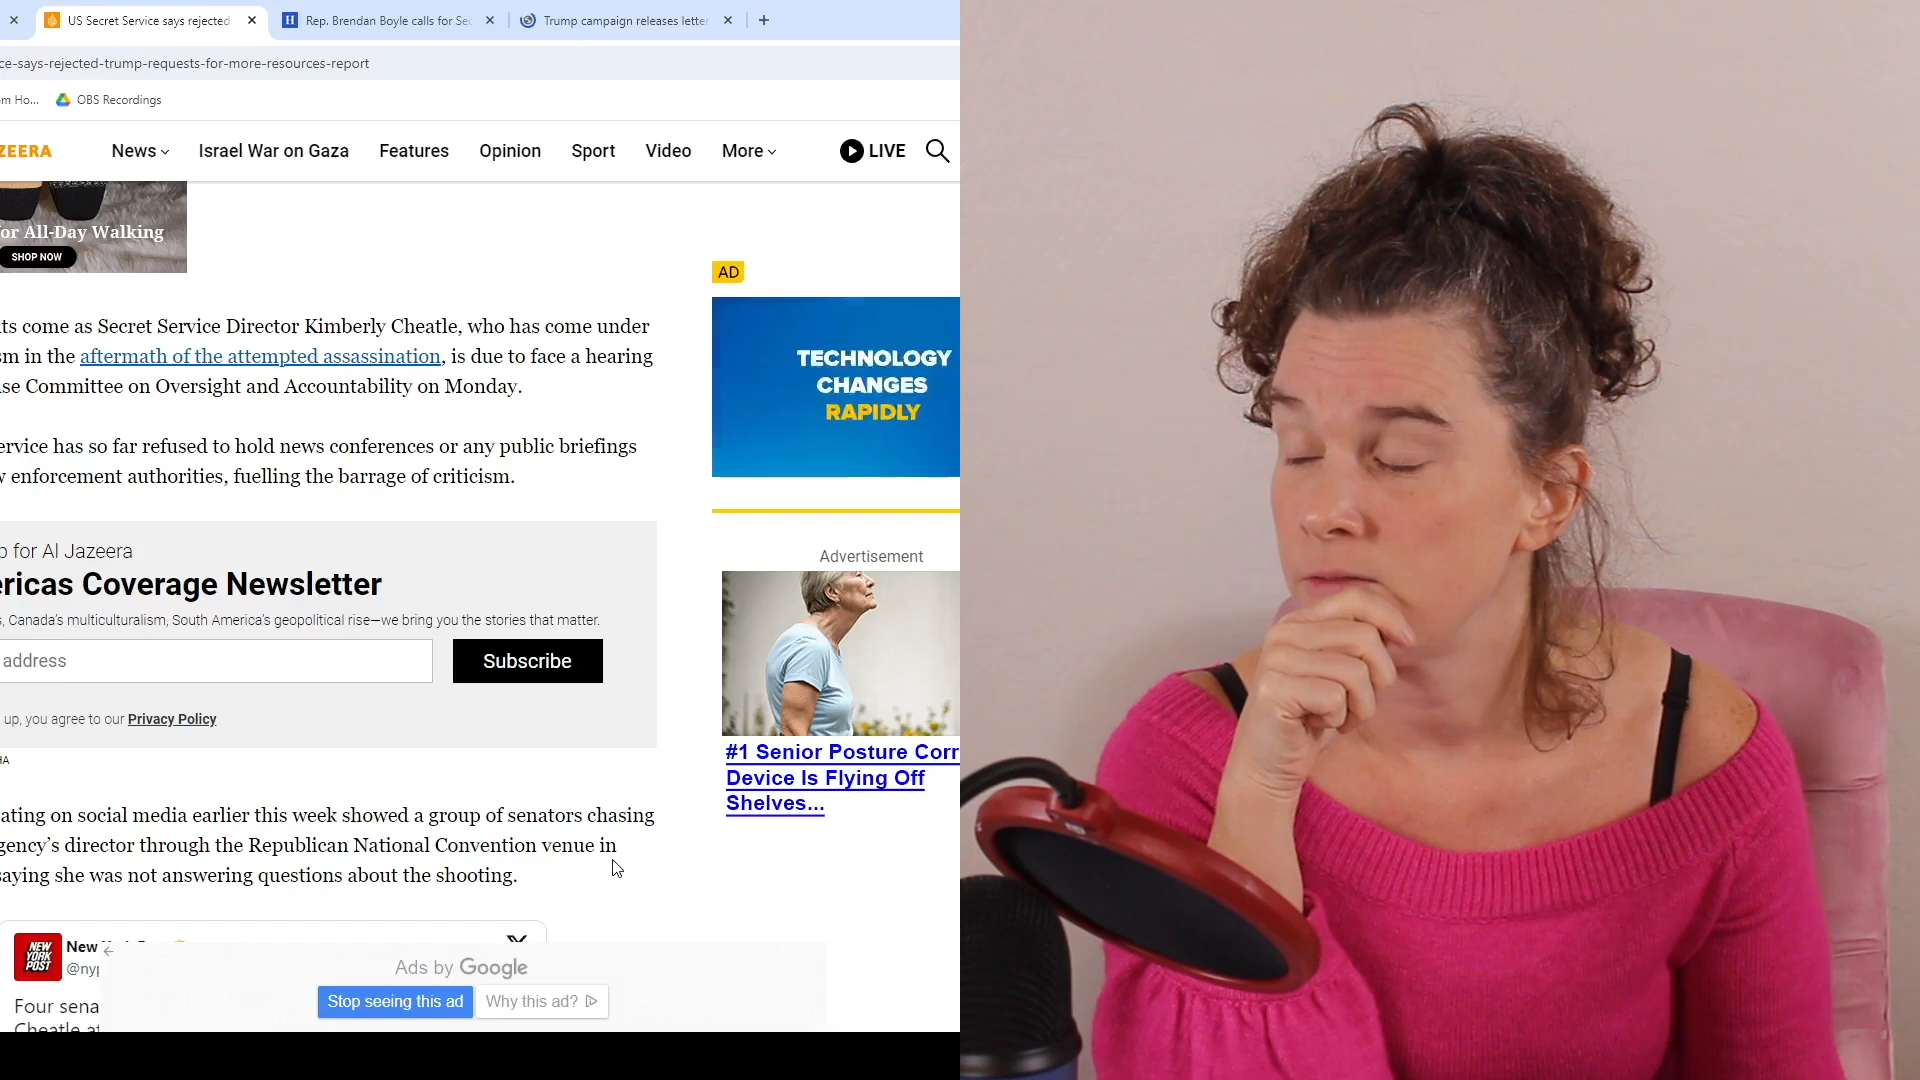 US Secret Service says rejected
Rep. Brendan Boyle calls for Sec
Trump campaign releases letter
ce-says-rejected-trump-requests-for-more-resources-report
om Ho...
OBS Recordings
ZEERA
News
Israel War on Gaza
Features
Opinion
Sport
Video
More
LIVE
or All-Day Walking
SHOP NOW
AD
TECHNOLOGY
CHANGES
RAPIDLY
ts come as Secret Service Director Kimberly Cheatle, who has come under
sm in the aftermath of the attempted assassination, is due to face a hearing
se Committee on Oversight and Accountability on Monday.
ervice has so far refused to hold news conferences or any public briefings
enforcement authorities, fuelling the barrage of criticism.
Advertisement
p for Al Jazeera
ericas Coverage Newsletter
s, Canada's multiculturalism, South America's geopolitical rise—we bring you the stories that matter.
address
Subscribe
up, you agree to our Privacy Policy
#1 Senior Posture Corr
Device Is Flying Off
Shelves...
ating on social media earlier this week showed a group of senators chasing
gency's director through the Republican National Convention venue in
saying she was not answering questions about the shooting.
NEW
YORK
POST
New
@nyp
Four sena
Cheatle at
Ads by Google
Stop seeing this ad
Why this ad?